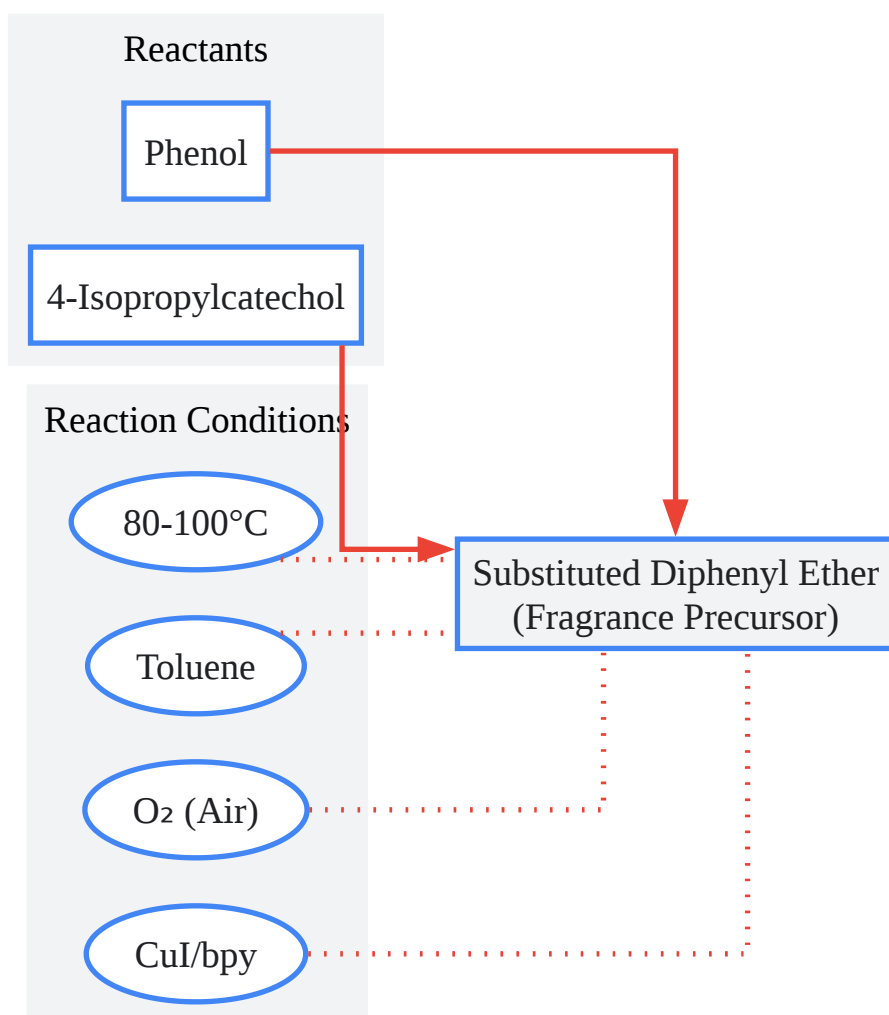 Reactants
Phenol
4-Isopropylcatechol
Reaction Conditions
80-100°C
Toluene
O₂ (Air)
CuI/bpy
Substituted Diphenyl Ether
(Fragrance Precursor)